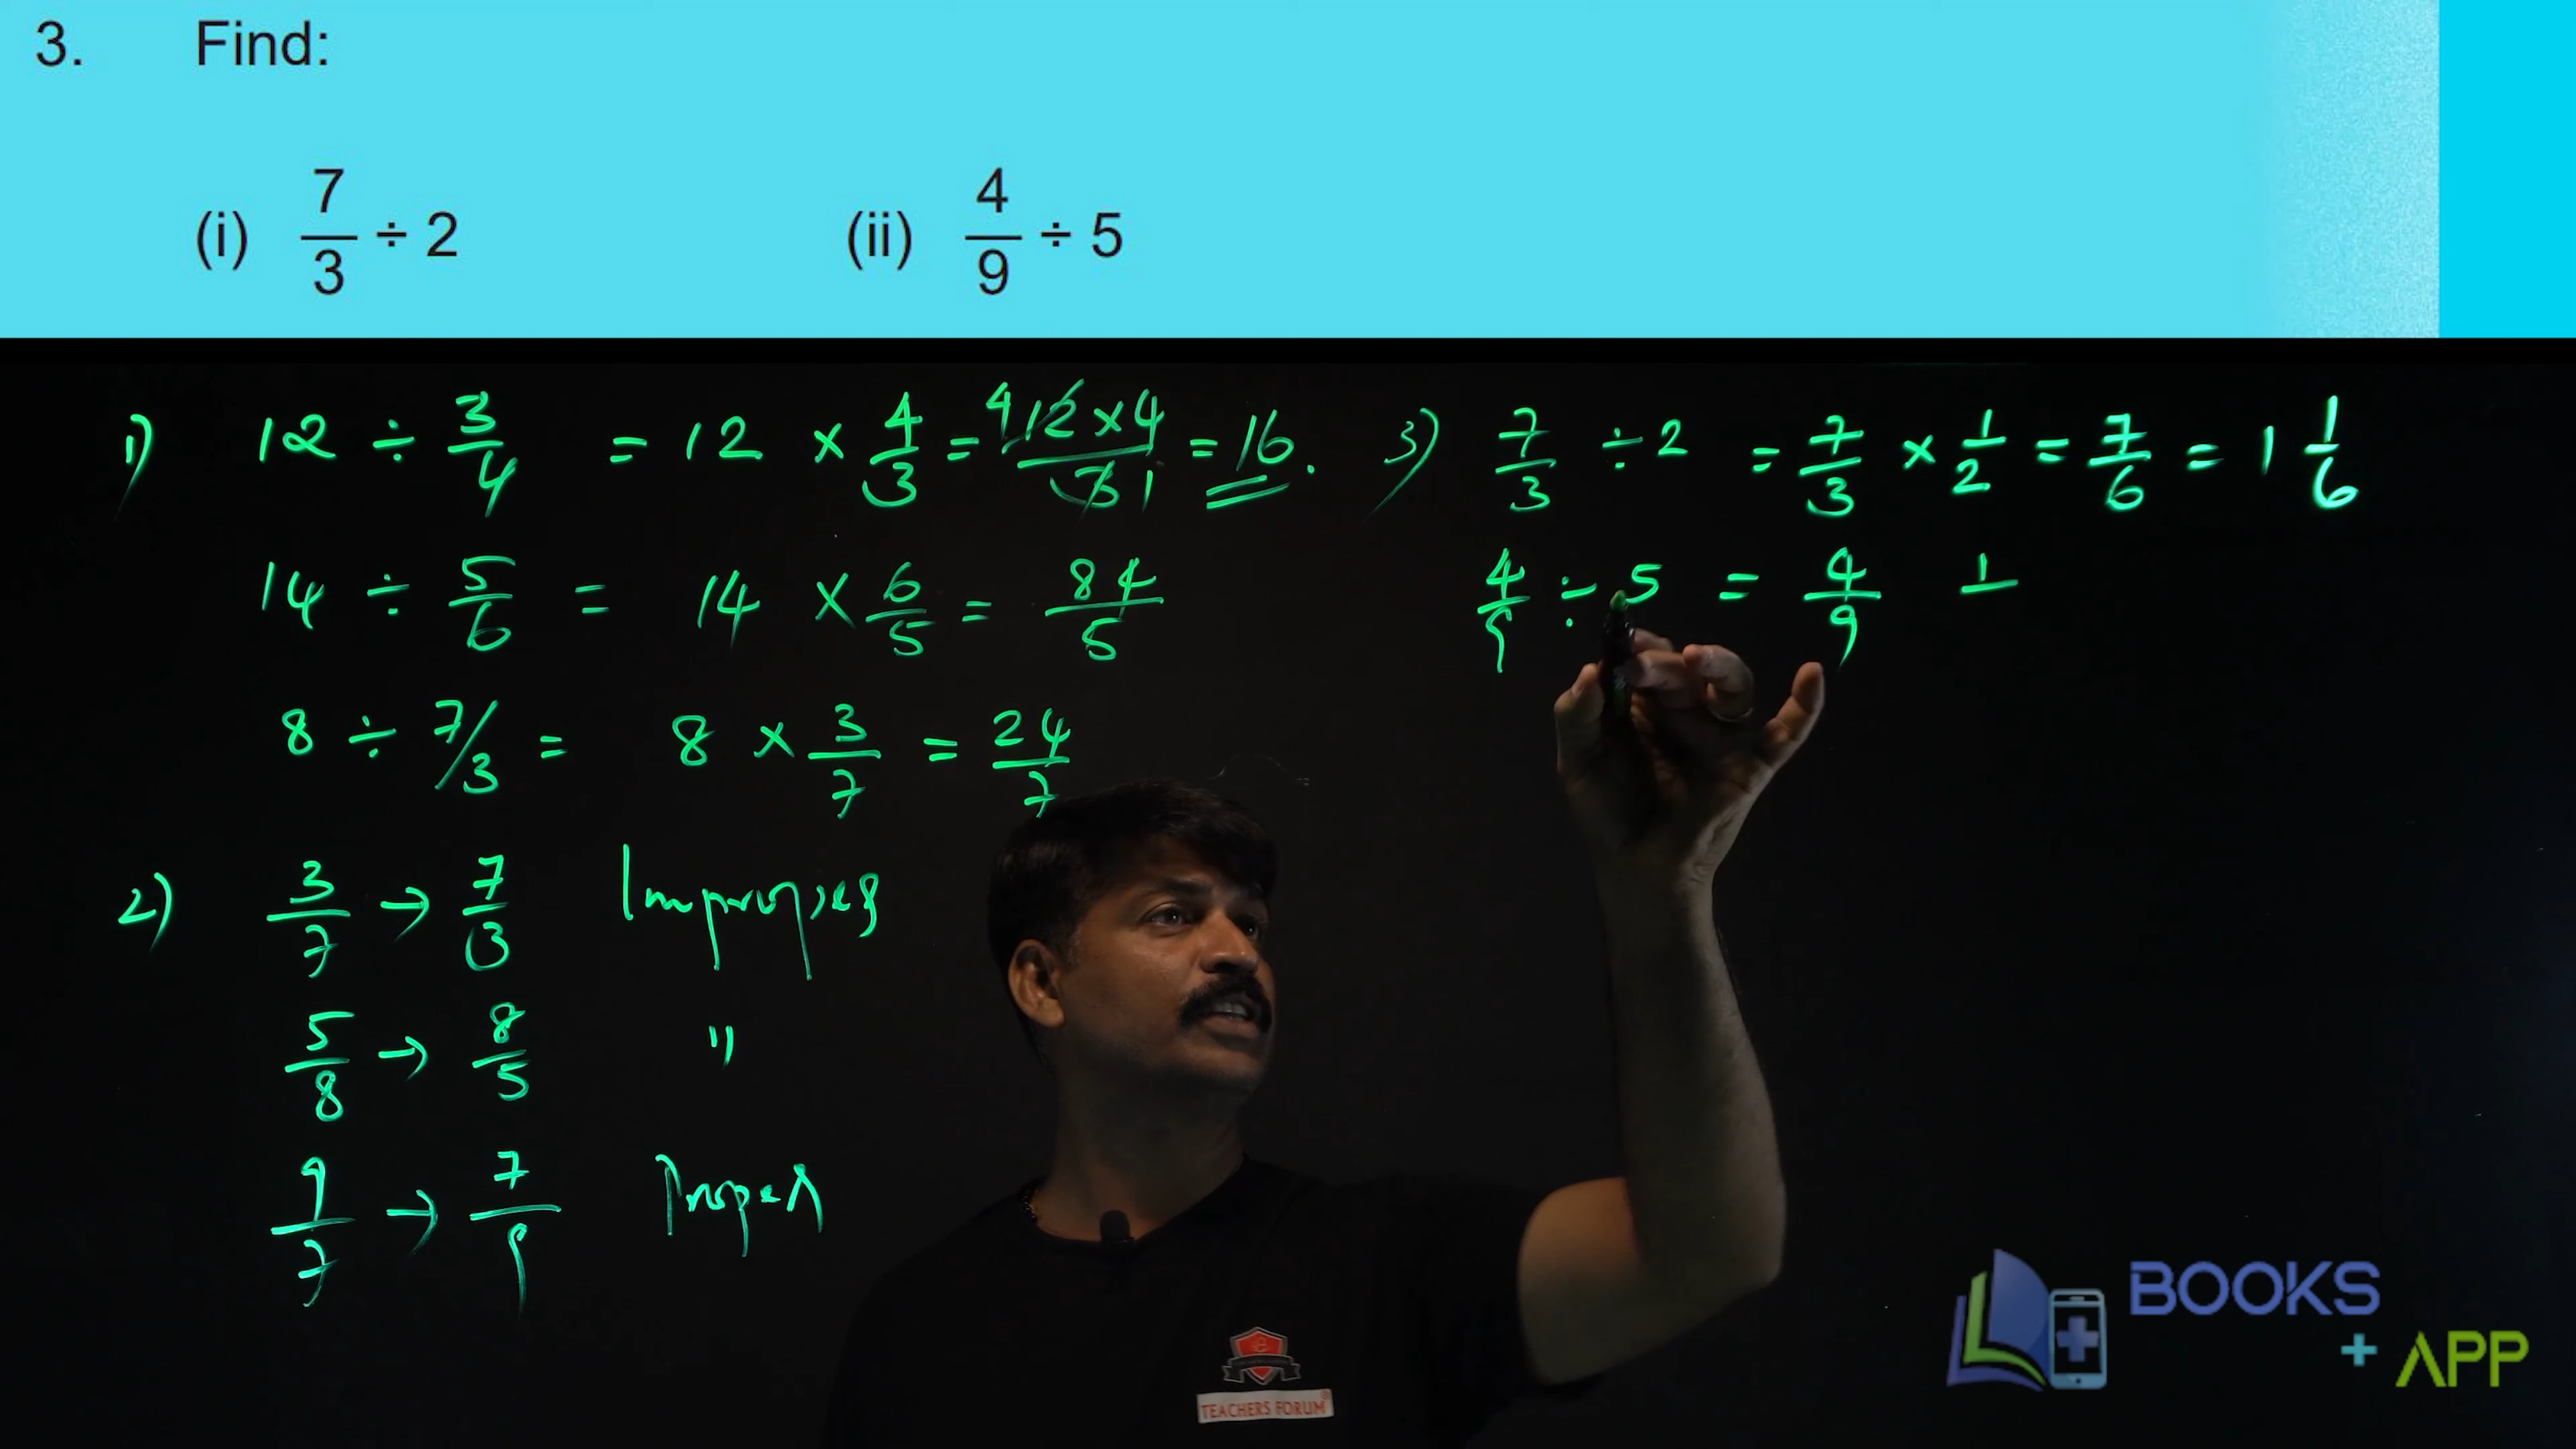 3. Find:
(i) 7/3 ÷ 2 (ii) 4/9 ÷ 5
1) 12 ÷ 3/4 = 12 × 4/3 = 4 12 × 4 / 3 1 = 16.
14 ÷ 5/6 = 14 × 6/5 = 84/5
8 ÷ 7/3 = 8 × 3/7 = 24/7
2) 3/7 → 7/3 Improper
5/8 → 8/5 "
9/7 → 7/9 Proper
3) 7/3 ÷ 2 = 7/3 × 1/2 = 7/6 = 1 1/6
4/9 ÷ 5 = 4/9 1
TEACHERS FORUM®
BOOKS
+ APP